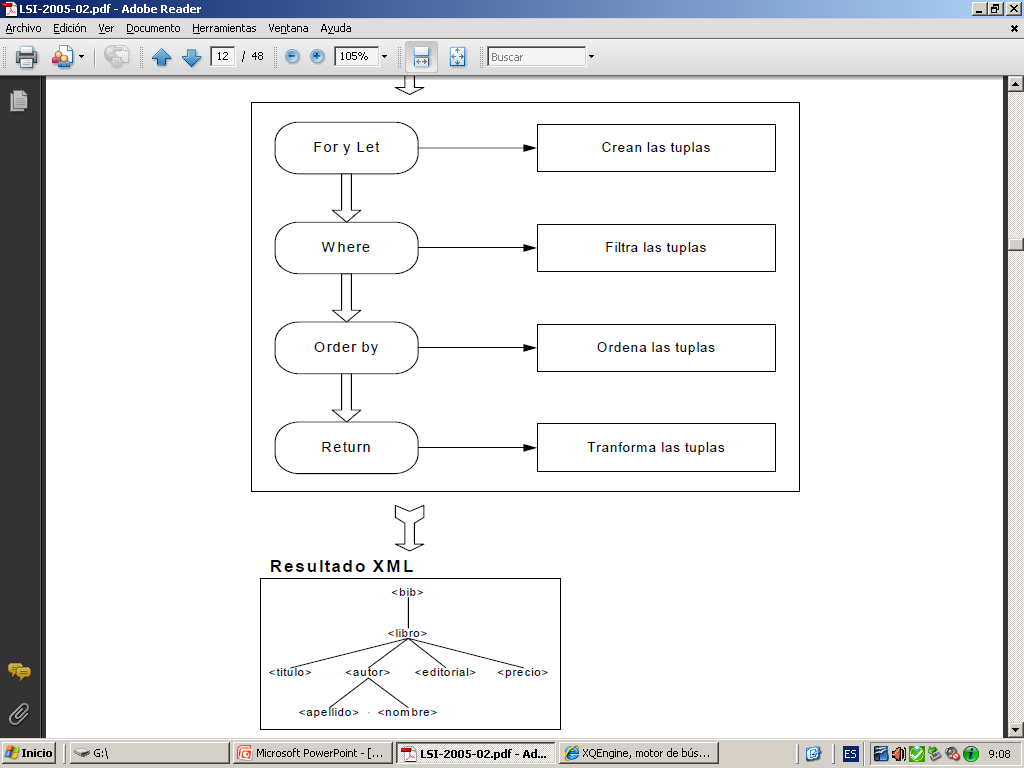 LSI-2005-02.pdf - Adobe Reader
Archivo Edición Ver Documento Herramientas Ventana Ayuda
12 / 48 105% Buscar
For y Let Crean las tuplas
Where Filtra las tuplas
Order by Ordena las tuplas
Return Tranforma las tuplas
Resultado XML
<bib>
<libro>
<titulo> <autor> <editorial> <precio>
<apellido> <nombre>
Inicio G:\ Microsoft PowerPoint - [... LSI-2005-02.pdf - Ad... XQEngine, motor de bús... ES 9:08